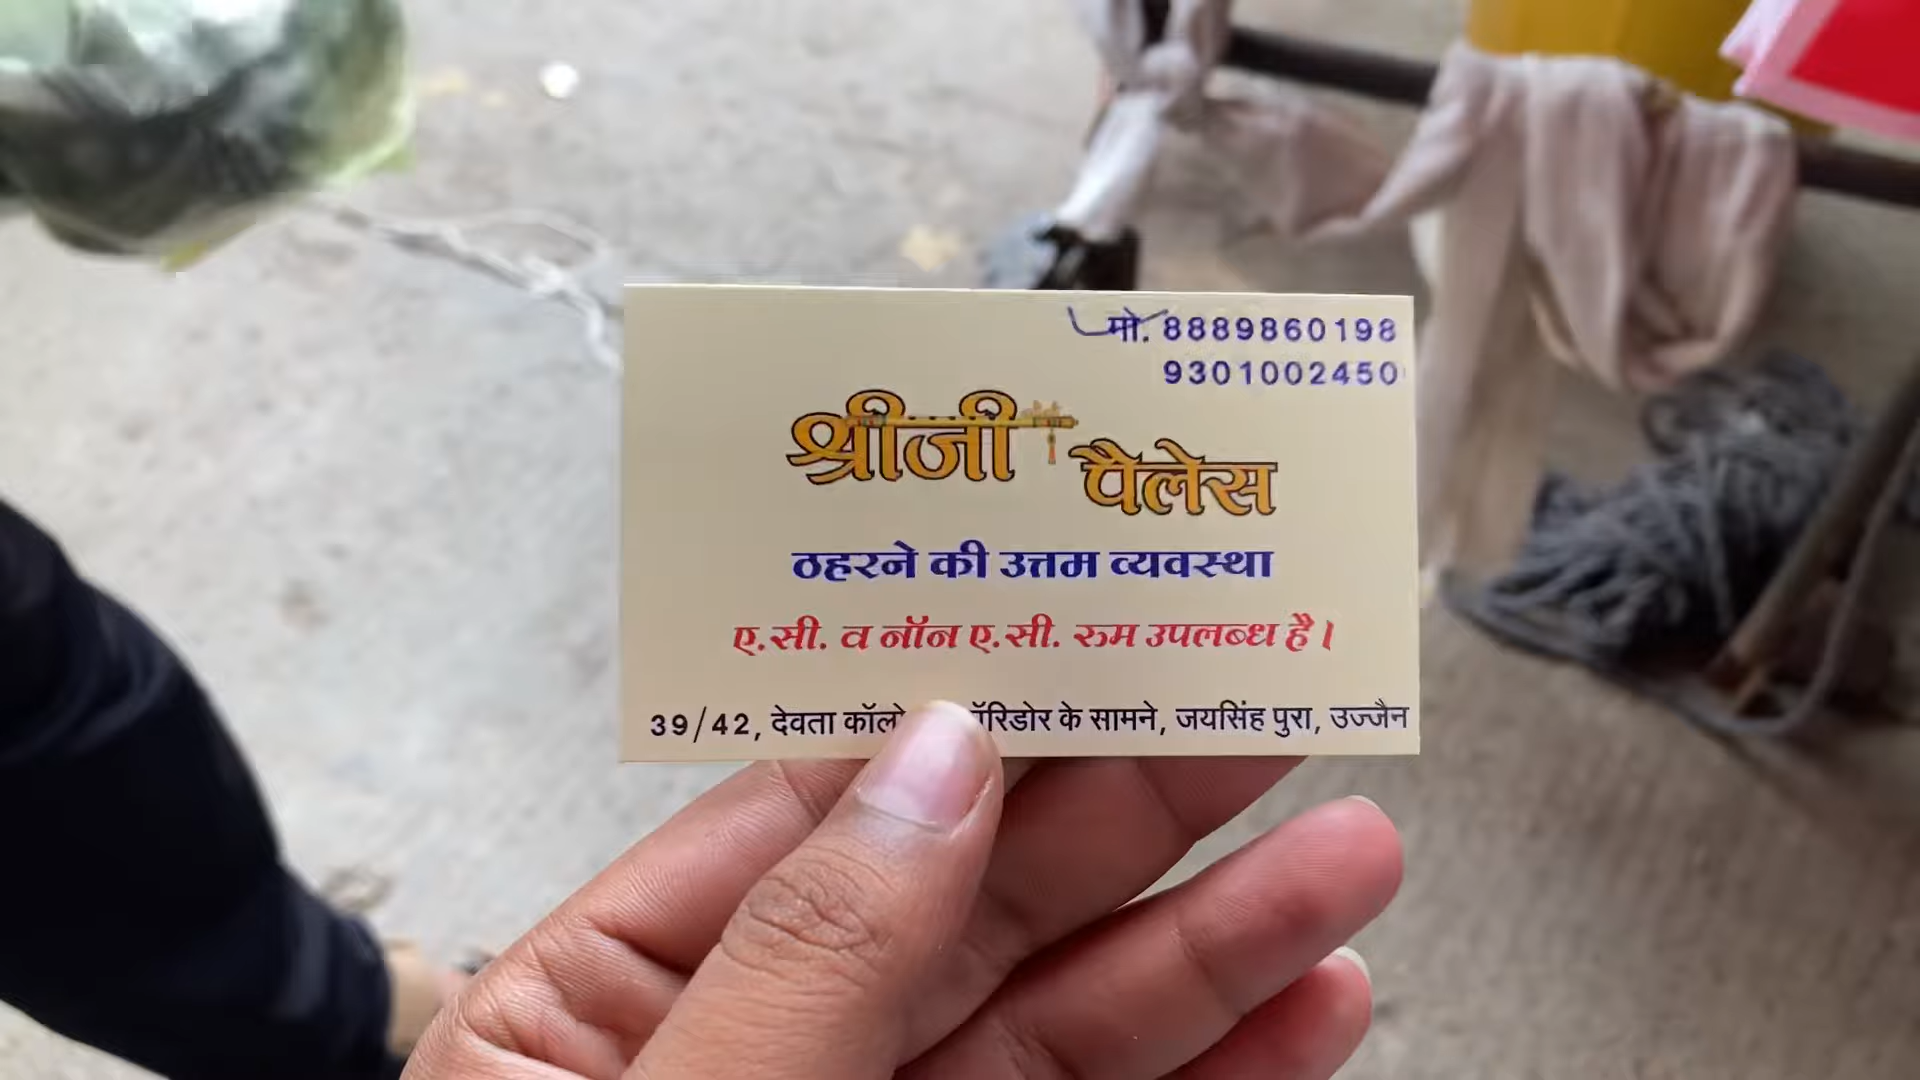 मो. 8889860198
9301002450
श्रीजी पैलेस
ठहरने की उत्तम व्यवस्था
ए.सी. व नॉन ए.सी. रुम उपलब्ध है।
39/42, देवता के सामने, जयसिंह पुरा, उज्जैन